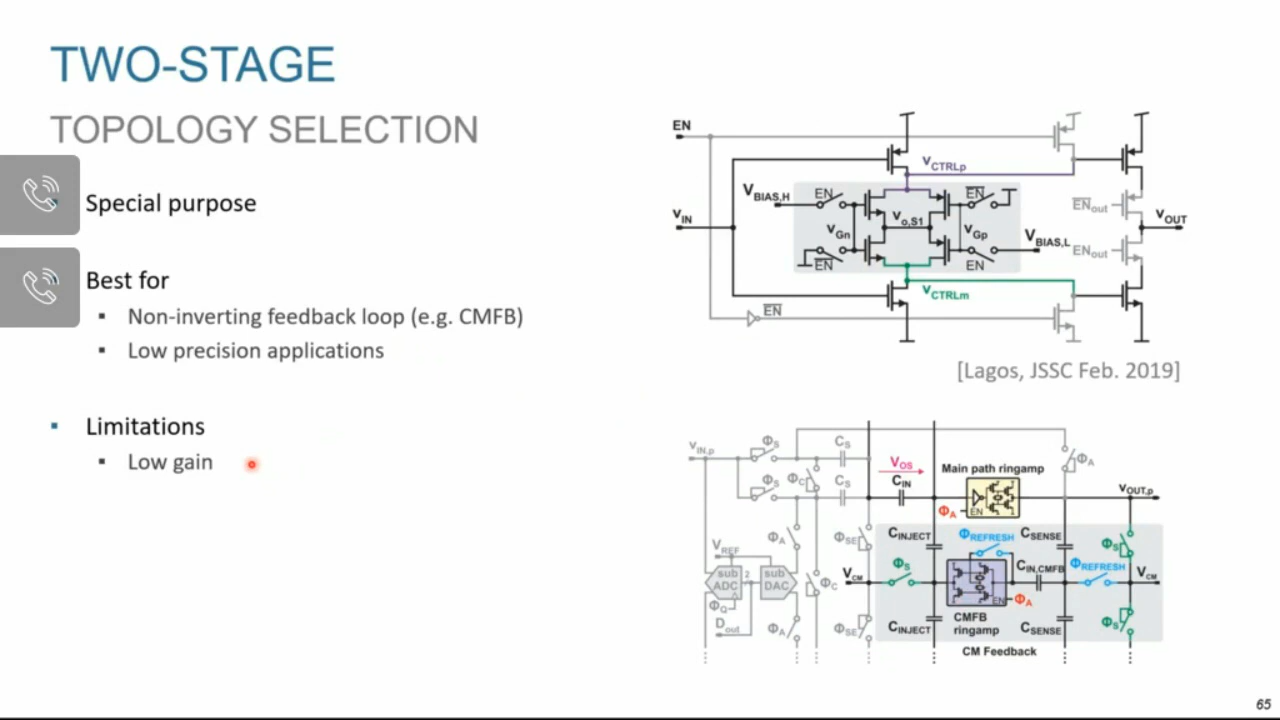 TWO-STAGE
TOPOLOGY SELECTION
Special purpose
Best for
▪ Non-inverting feedback loop (e.g. CMFB)
▪ Low precision applications
▪ Limitations
▪ Low gain
EN
VCTRLp
VBIAS,H
EN
EN
ENout
VIN
VGn
Vo,S1
VGp
VOUT
VBIAS,L
ENout
EN
EN
VCTRLm
EN
[Lagos, JSSC Feb. 2019]
VIN,p
ΦS
CS
VOS
Main path ringamp
ΦA
ΦS
ΦC
CS
CIN
VOUT,p
ΦA
EN
ΦA
ΦSE
CINJECT
ΦREFRESH
CSENSE
ΦS
VREF
sub ADC
2
sub DAC
ΦC
VCM
ΦS
CIN,CMFB
ΦREFRESH
VCM
ΦQ
EN
ΦA
Dout
ΦA
ΦSE
CINJECT
CMFB ringamp
CSENSE
ΦS
CM Feedback
65